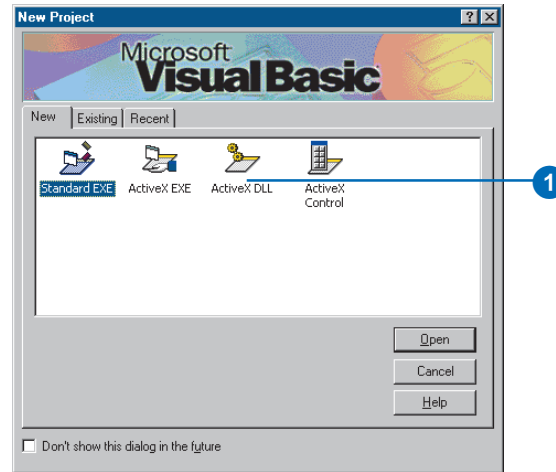 New Project
Microsoft
Visual Basic
New Existing Recent
Standard EXE ActiveX EXE ActiveX DLL ActiveX
Control
1
Open
Cancel
Help
Don't show this dialog in the future